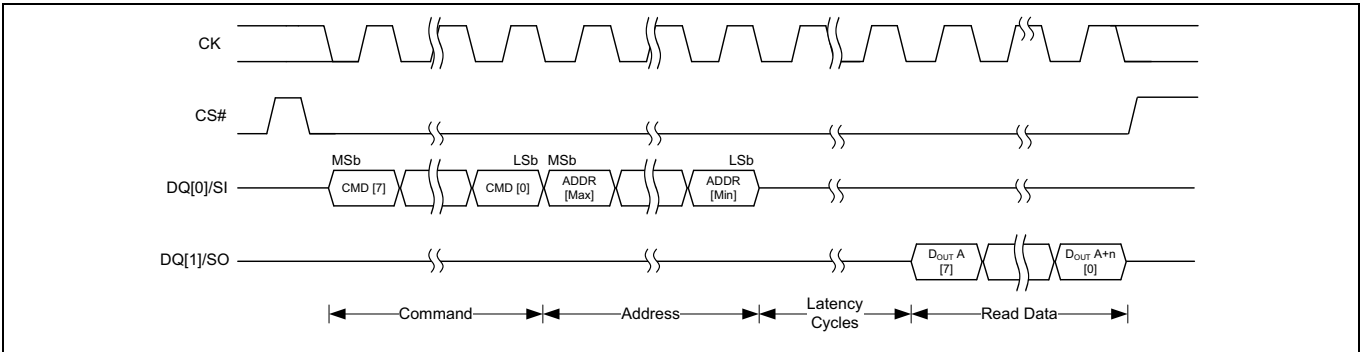 CK
CS#
MSb LSb MSb LSb
DQ[0]/SI CMD [7] CMD [0] ADDR [Max] ADDR [Min]
DQ[1]/SO DOUT A [7] DOUT A+n [0]
Command Address Latency Cycles Read Data